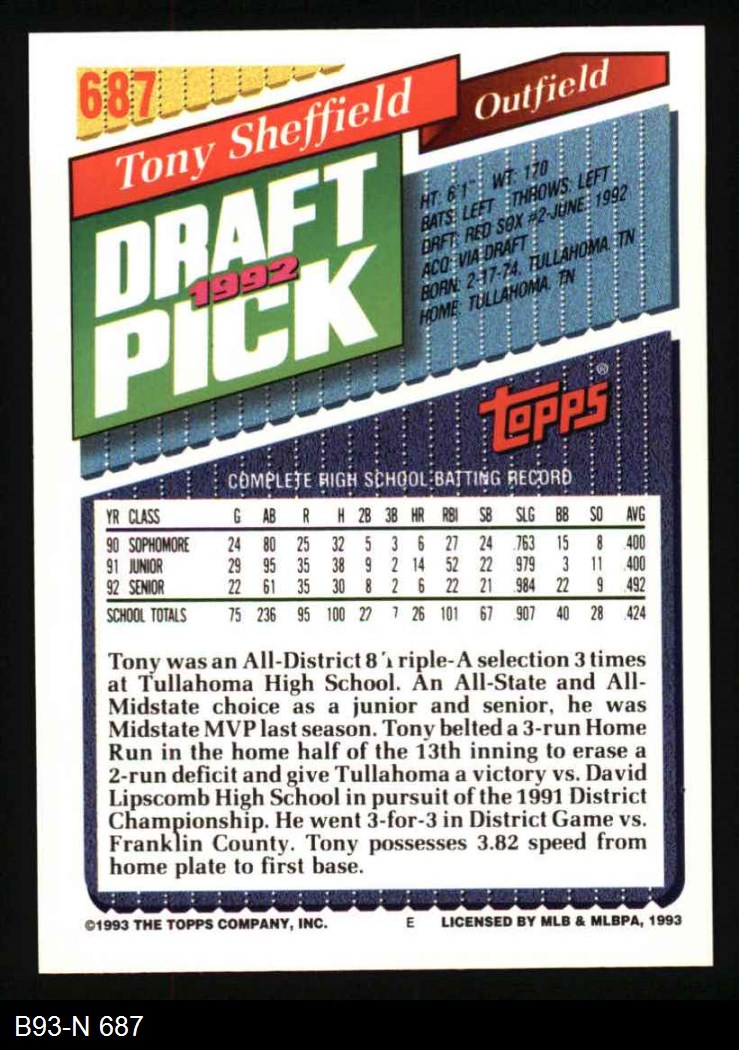 687
Tony Sheffield
Outfield
DRAFT
1992
PICK
HT: 6'1" WT: 170
BATS: LEFT THROWS: LEFT
DRFT: RED SOX #2-JUNE, 1992
ACQ: VIA DRAFT
BORN: 2-17-74, TULLAHOMA, TN
HOME: TULLAHOMA, TN
TOPPS®
COMPLETE HIGH SCHOOL BATTING RECORD
YR CLASS G AB R H 2B 3B HR RBI SB SLG BB SO AVG
90 SOPHOMORE 24 80 25 32 5 3 6 27 24 .763 15 8 .400
91 JUNIOR 29 95 35 38 9 2 14 52 22 .979 3 11 .400
92 SENIOR 22 61 35 30 8 2 6 22 21 .984 22 9 .492
SCHOOL TOTALS 75 236 95 100 22 7 26 101 67 .907 40 28 .424
Tony was an All-District 8 riple-A selection 3 times
at Tullahoma High School. An All-State and All-
Midstate choice as a junior and senior, he was
Midstate MVP last season. Tony belted a 3-run Home
Run in the home half of the 13th inning to erase a
2-run deficit and give Tullahoma a victory vs. David
Lipscomb High School in pursuit of the 1991 District
Championship. He went 3-for-3 in District Game vs.
Franklin County. Tony possesses 3.82 speed from
home plate to first base.
©1993 THE TOPPS COMPANY, INC. E LICENSED BY MLB & MLBPA, 1993
B93-N 687